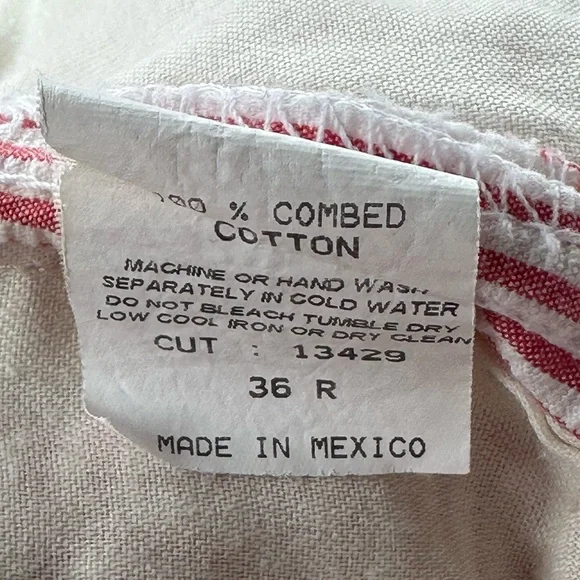 100 % COMBED
COTTON
MACHINE OR HAND WASH
SEPARATELY IN COLD WATER
DO NOT BLEACH TUMBLE DRY
LOW COOL IRON OR DRY CLEAN
CUT : 13429
36 R
MADE IN MEXICO